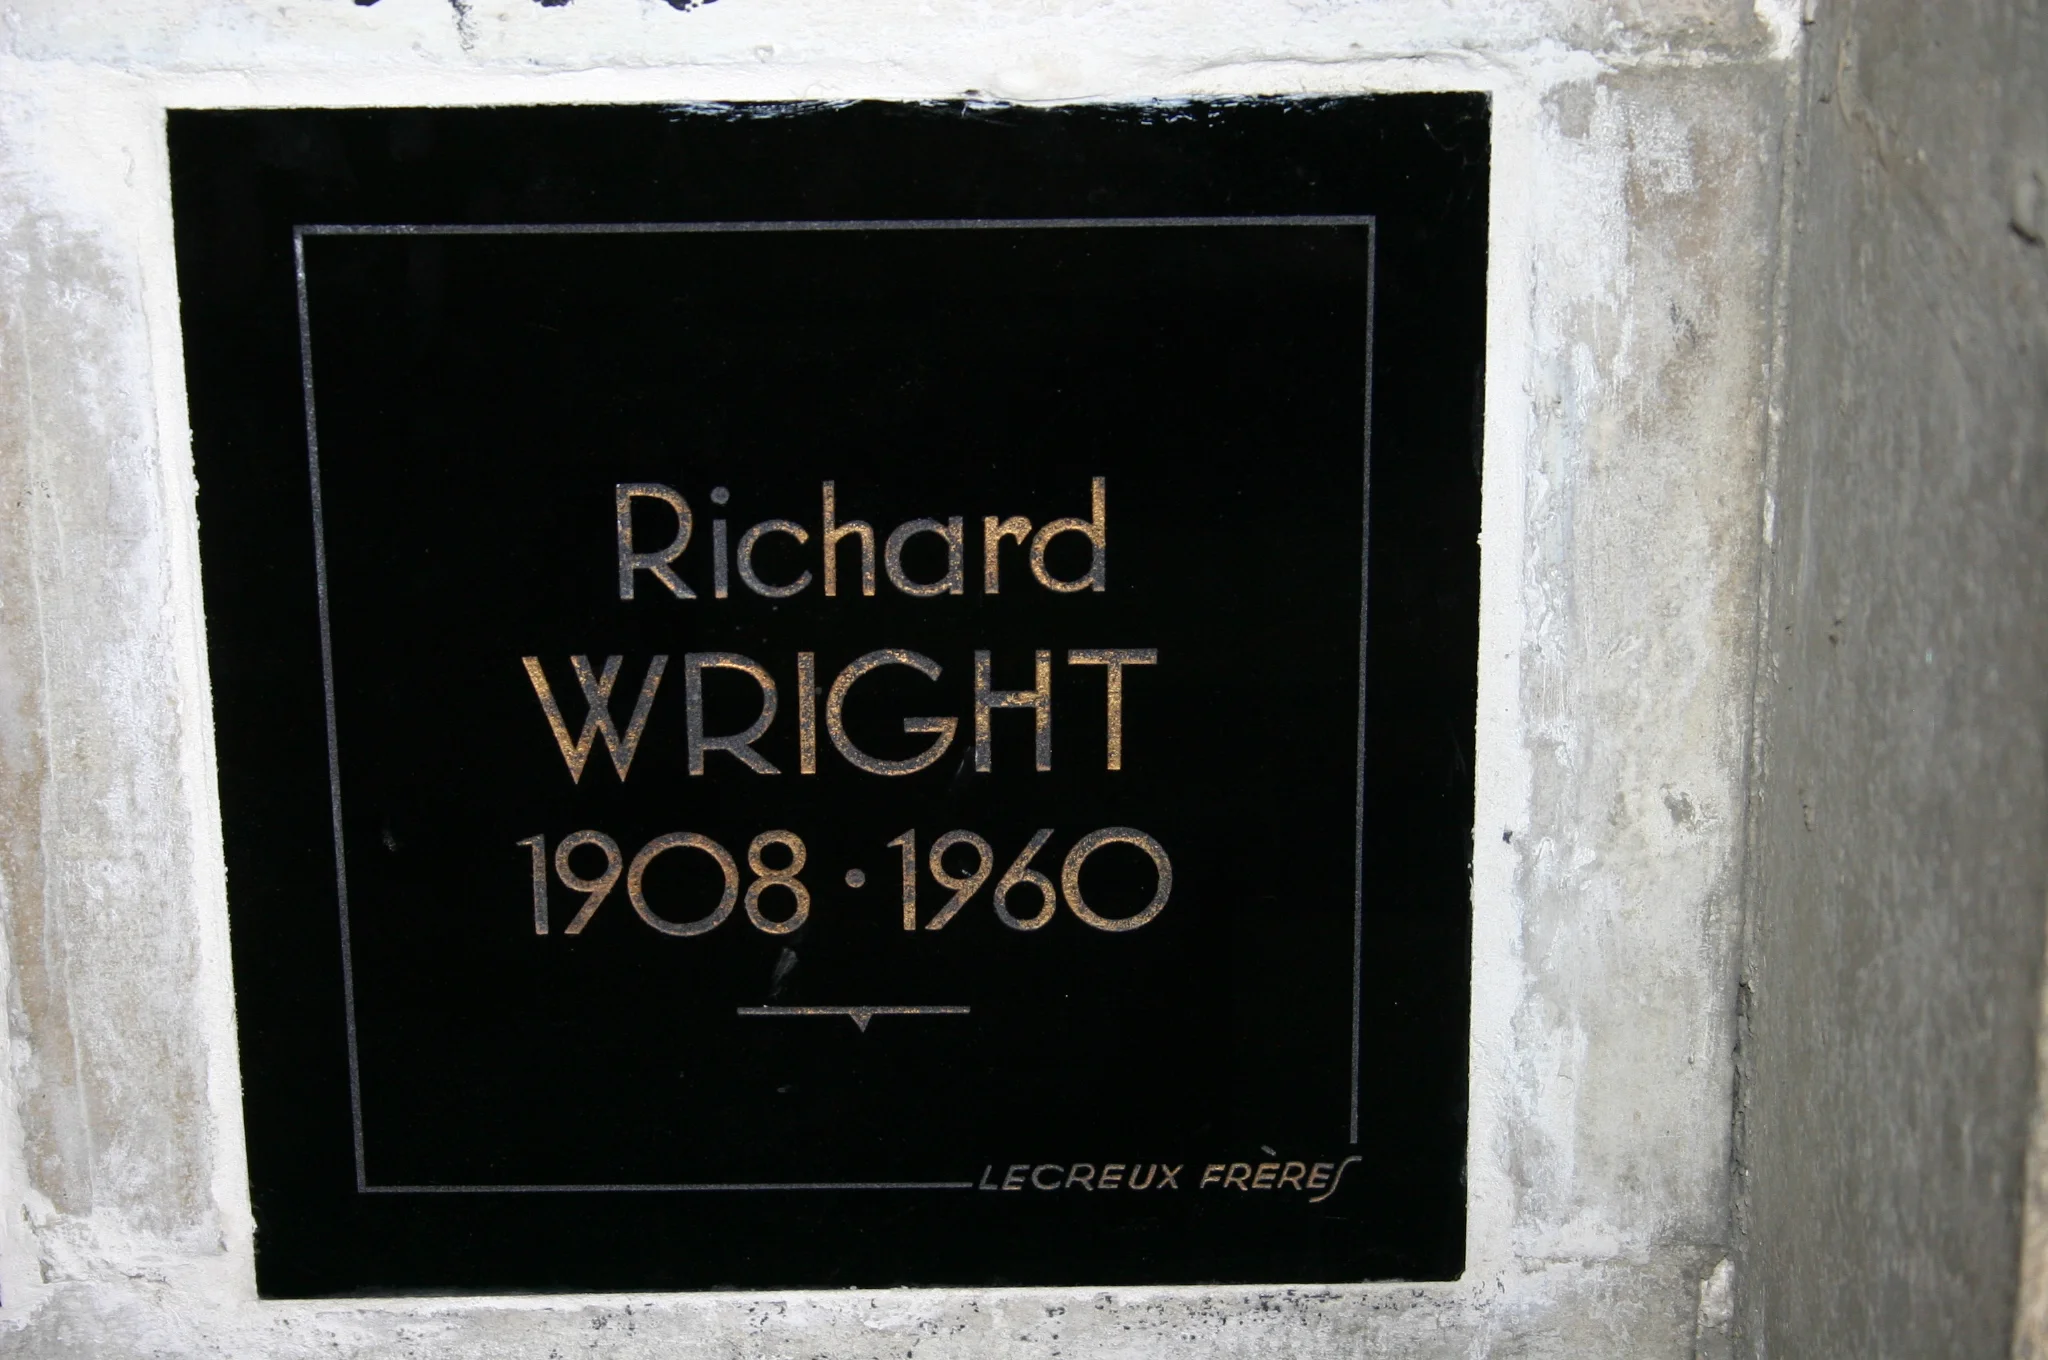 Richard
WRIGHT
1908 · 1960
LECREUX FRÈRES